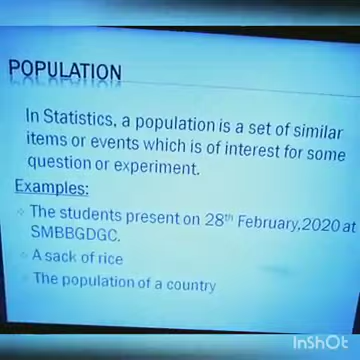 POPULATION
In Statistics, a population is a set of similar
items or events which is of interest for some
question or experiment.
Examples:
The students present on 28th February,2020 at
SMBBGDGC.
A sack of rice
The population of a country
InShOt